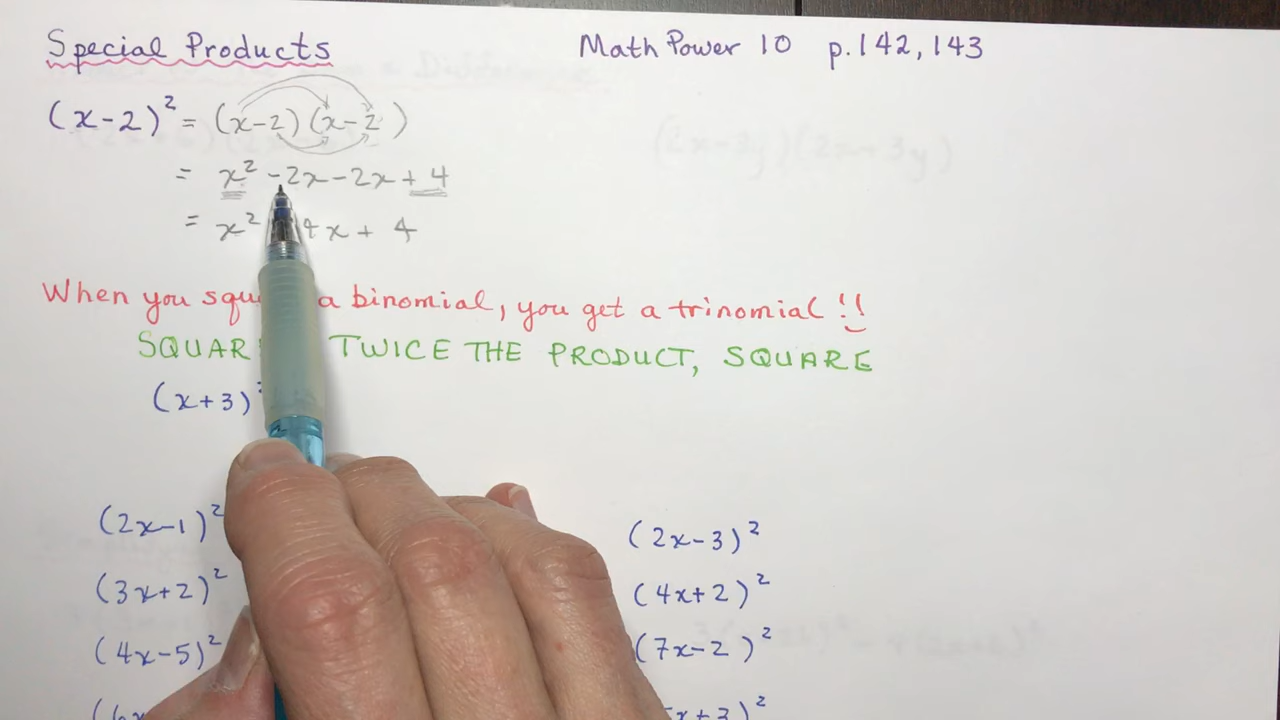 Special Products
Math Power 10 p.142, 143
(x-2)² = (x-2)(x-2)
= x² -2x-2x+4
= x² 4x + 4
When you a binomial, you get a trinomial!!
TWICE THE PRODUCT, SQUARE
(x+3)
(2x-1)²
(2x-3)²
(3x+2)²
(4x+2)²
(4x-5)²
(7x-2)²